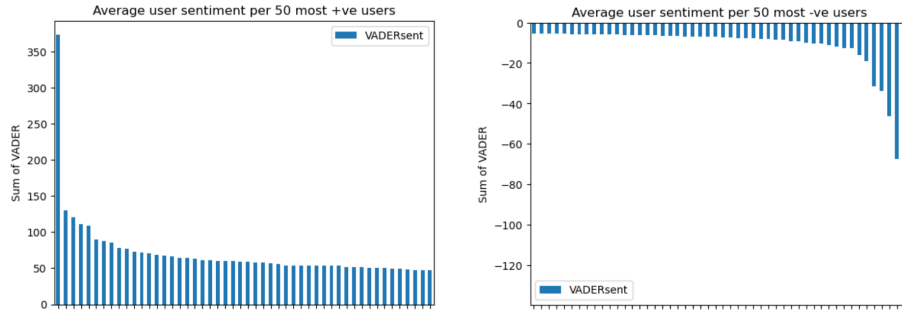 Average user sentiment per 50 most +ve users
VADERsent
350
300
250
200
150
100
50
0
Sum of VADER
Average user sentiment per 50 most -ve users
0
−20
−40
−60
−80
−100
−120
Sum of VADER
VADERsent